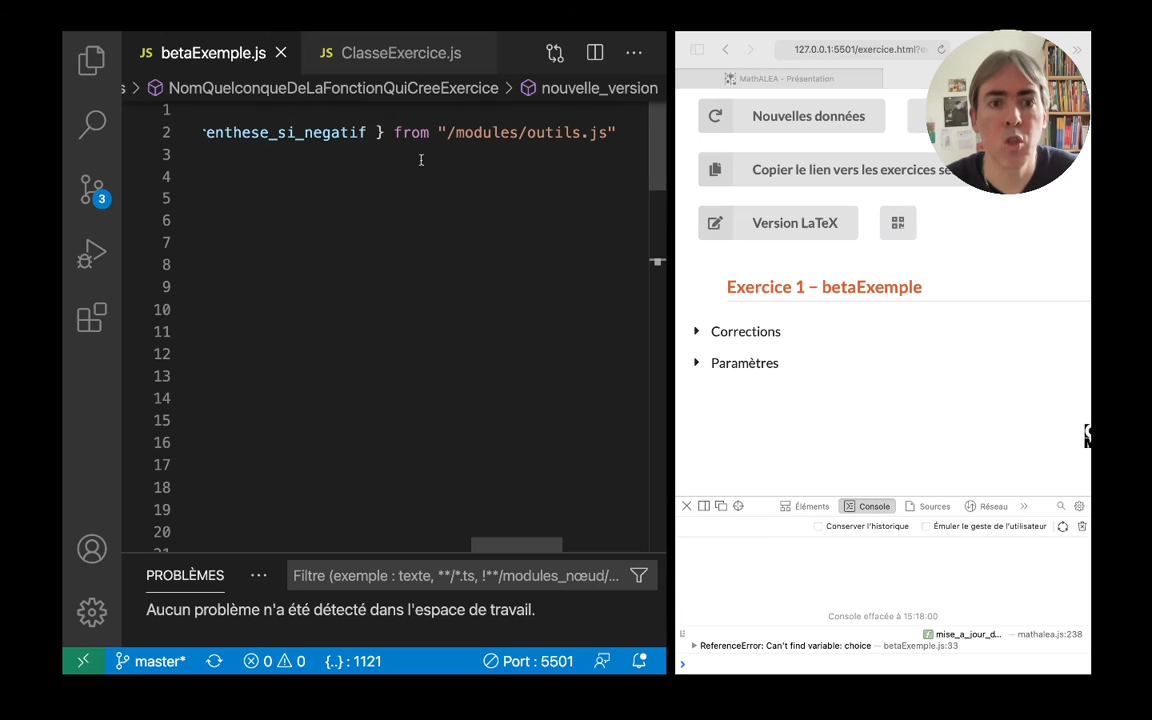 JS betaExemple.js
JS ClasseExercice.js
s > NomQuelconqueDeLaFonctionQuiCreeExercice > nouvelle_version
1
2 renthese_si_negatif } from "/modules/outils.js"
3
4
5
6
7
8
9
10
11
12
13
14
15
16
17
18
19
20
3
PROBLÈMES ···
Filtre (exemple : texte, **/*.ts, !**/modules_nœud/...
Aucun problème n'a été détecté dans l'espace de travail.
master* 0 0 {..} : 1121 Port : 5501
127.0.0.1:5501/exercice.html?e
MathALEA – Présentation
Nouvelles données
Copier le lien vers les exercices sé
Version LaTeX
Exercice 1 – betaExemple
Corrections
Paramètres
Éléments Console Sources Réseau
Conserver l'historique Émuler le geste de l'utilisateur
Console effacée à 15:18:00
mise_a_jour_d... — mathalea.js:238
ReferenceError: Can't find variable: choice — betaExemple.js:33